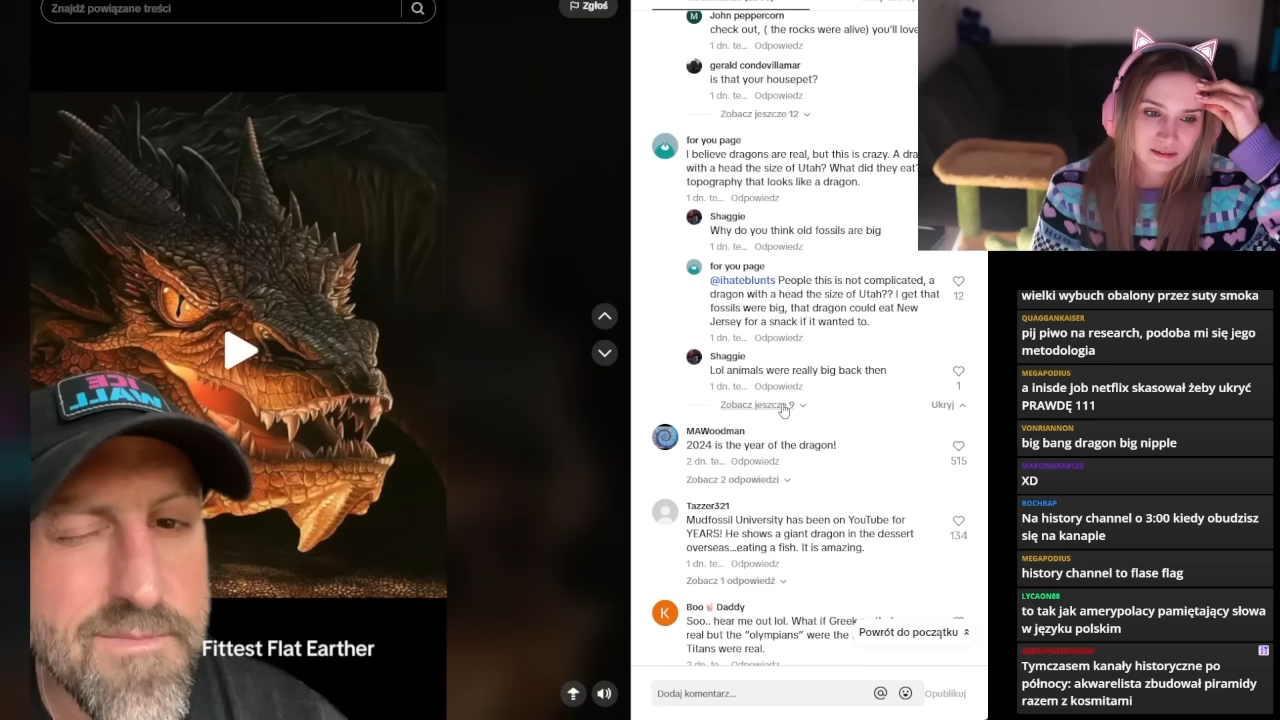 Znajdź powiązane treści
Zgłoś
ICE
WALL
Fittest Flat Earther
John peppercorn
check out, ( the rocks were alive) you'll love
1 dn. te... Odpowiedz
gerald condevillamar
is that your housepet?
1 dn. te... Odpowiedz
Zobacz jeszcze 12
for you page
I believe dragons are real, but this is crazy. A dra
with a head the size of Utah? What did they eat?
topography that looks like a dragon.
1 dn. te... Odpowiedz
Shaggie
Why do you think old fossils are big
1 dn. te... Odpowiedz
for you page
@ihateblunts People this is not complicated, a
dragon with a head the size of Utah?? I get that
fossils were big, that dragon could eat New
Jersey for a snack if it wanted to.
12
1 dn. te... Odpowiedz
Shaggie
Lol animals were really big back then
1 dn. te... Odpowiedz
1
Zobacz jeszcze 9
Ukryj
MAWoodman
2024 is the year of the dragon!
2 dn. te... Odpowiedz
515
Zobacz 2 odpowiedzi
Tazzer321
Mudfossil University has been on YouTube for
YEARS! He shows a giant dragon in the dessert
overseas...eating a fish. It is amazing.
134
1 dn. te... Odpowiedz
Zobacz 1 odpowiedź
K
Boo Daddy
Soo.. hear me out lol. What if Greek
real but the "olympians" were the
Titans were real.
2 dn. te... Odpowiedz
Powrót do początku
Dodaj komentarz...
Opublikuj
wielki wybuch obalony przez suty smoka
QUAGGANKAISER
pij piwo na research, podoba mi się jego
metodologia
MEGAPODIUS
a inisde job netflix skasował żeby ukryć
PRAWDĘ 111
VONRIANNON
big bang dragon big nipple
XD
BOCHRAP
Na history channel o 3:00 kiedy obudzisz
się na kanapie
MEGAPODIUS
history channel to flase flag
LYCAON88
to tak jak amerypolacy pamiętający słowa
w języku polskim
Tymczasem kanały historyczne po
północy: akwarelista zbudował piramidy
razem z kosmitami